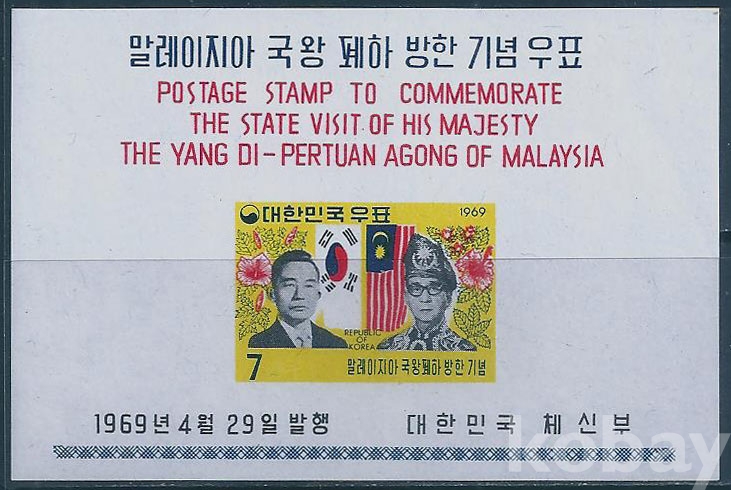 말레이지아 국왕 폐하 방한 기념 우표
POSTAGE STAMP TO COMMEMORATE
THE STATE VISIT OF HIS MAJESTY
THE YANG DI-PERTUAN AGONG OF MALAYSIA
대한민국우표 1969
REPUBLIC
OF
KOREA
7 말레이지아 국왕폐하 방한 기념
1969년 4월 29일 발행 대한민국 체신부
kobay